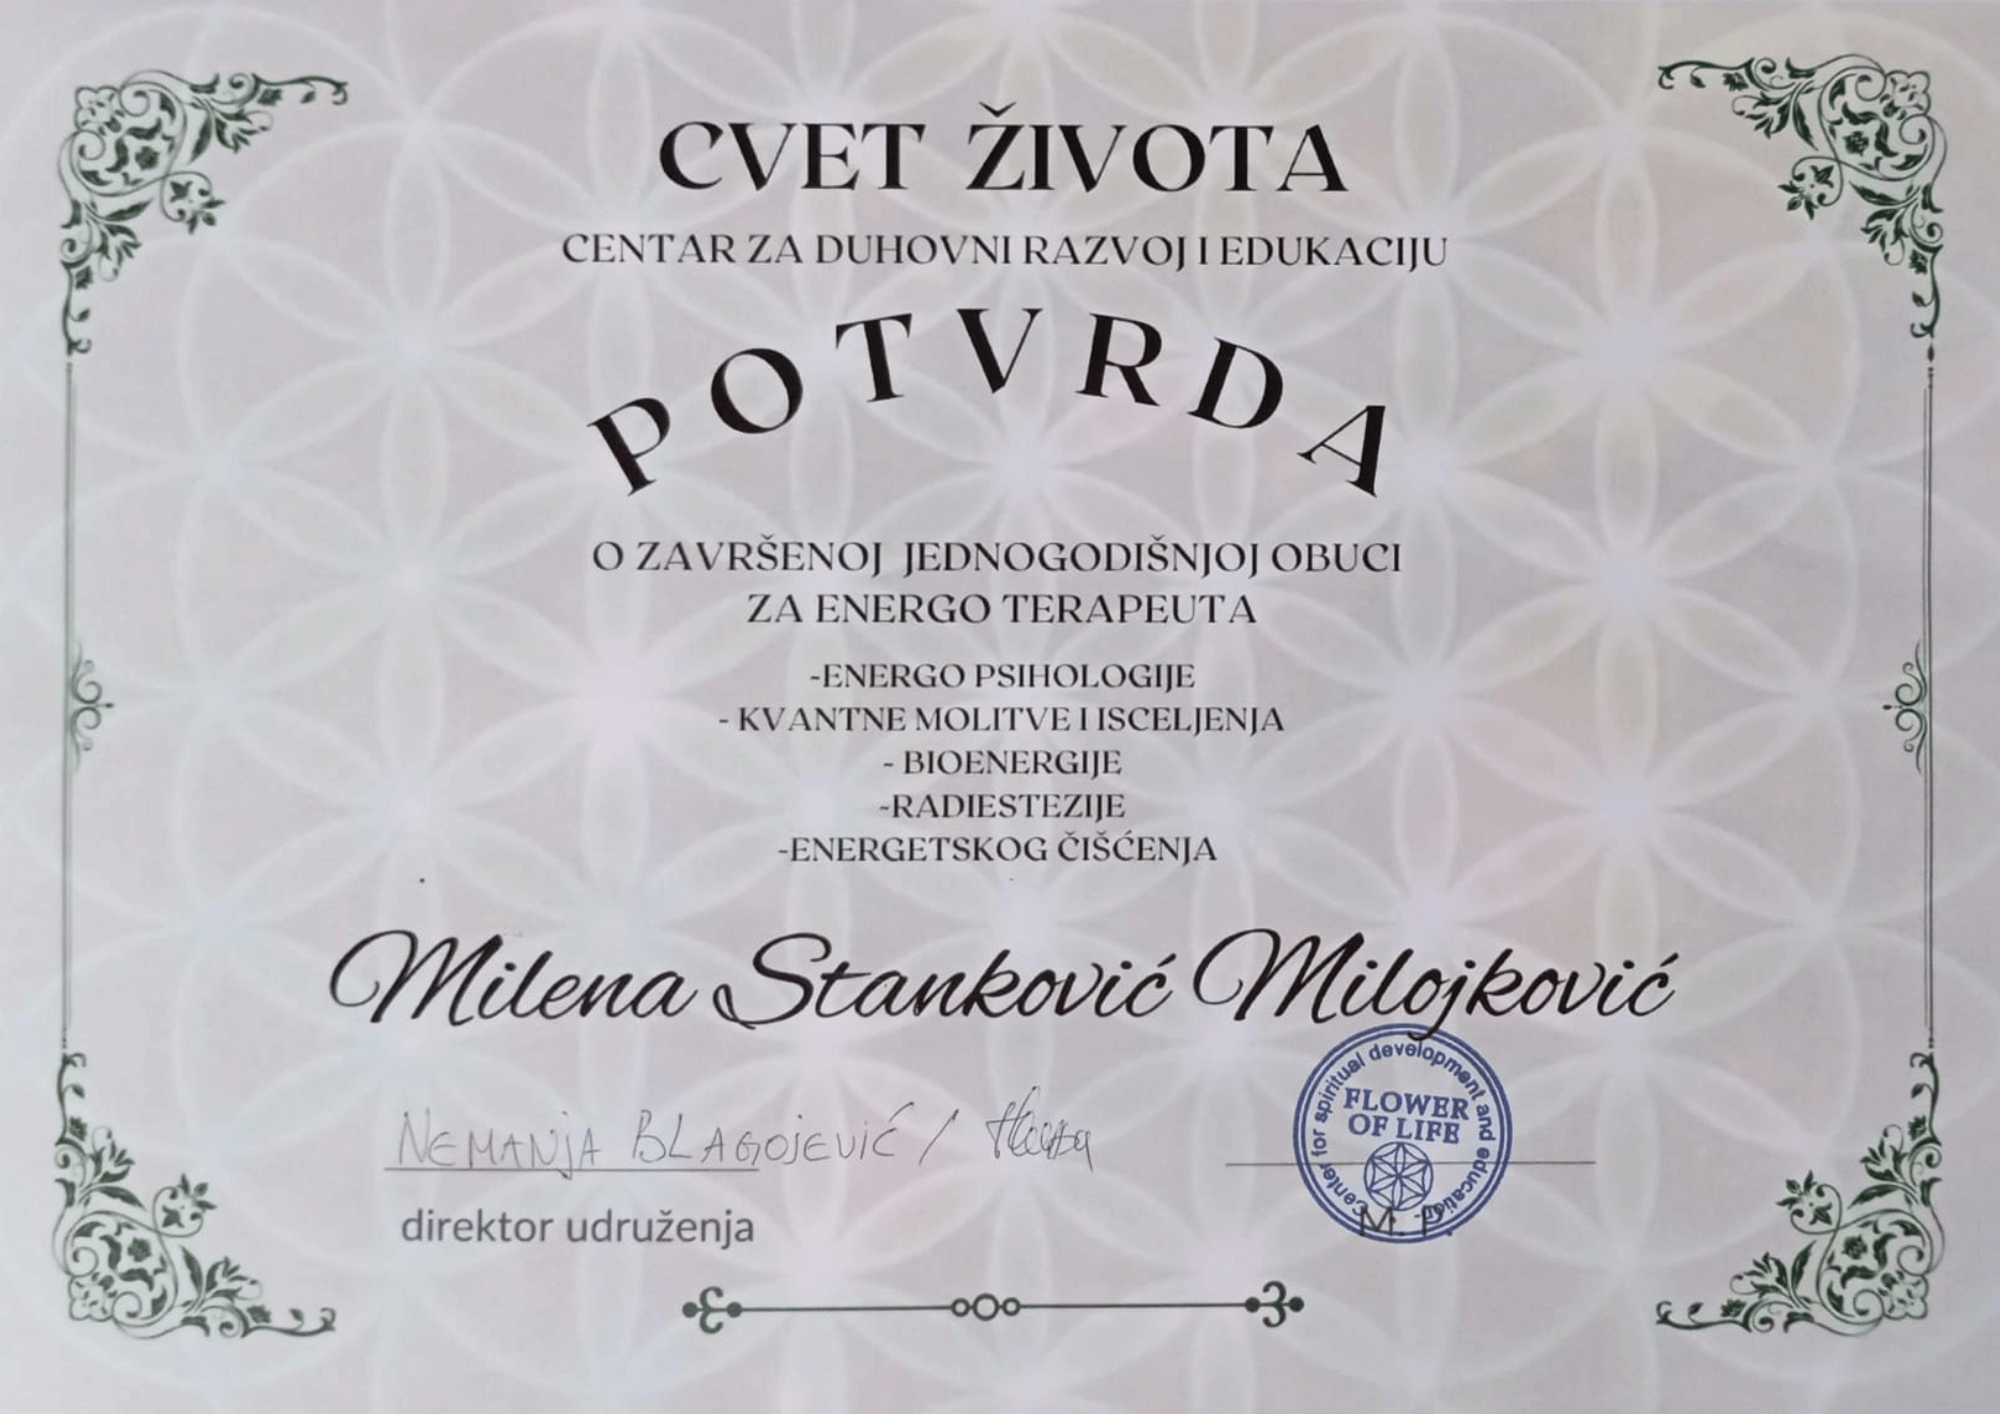 CVET ŽIVOTA
CENTAR ZA DUHOVNI RAZVOJ I EDUKACIJU
POTVRDA
O ZAVRŠENOJ JEDNOGODIŠNJOJ OBUCI
ZA ENERGO TERAPEUTA
-ENERGO PSIHOLOGIJE
- KVANTNE MOLITVE I ISCELJENJA
- BIOENERGIJE
-RADIESTEZIJE
-ENERGETSKOG ČIŠĆENJA
Milena Stanković Milojković
NEMANJA BLAGOJEVIĆ /
direktor udruženja
Center for spiritual development and education-
FLOWER
OF LIFE
M. P.